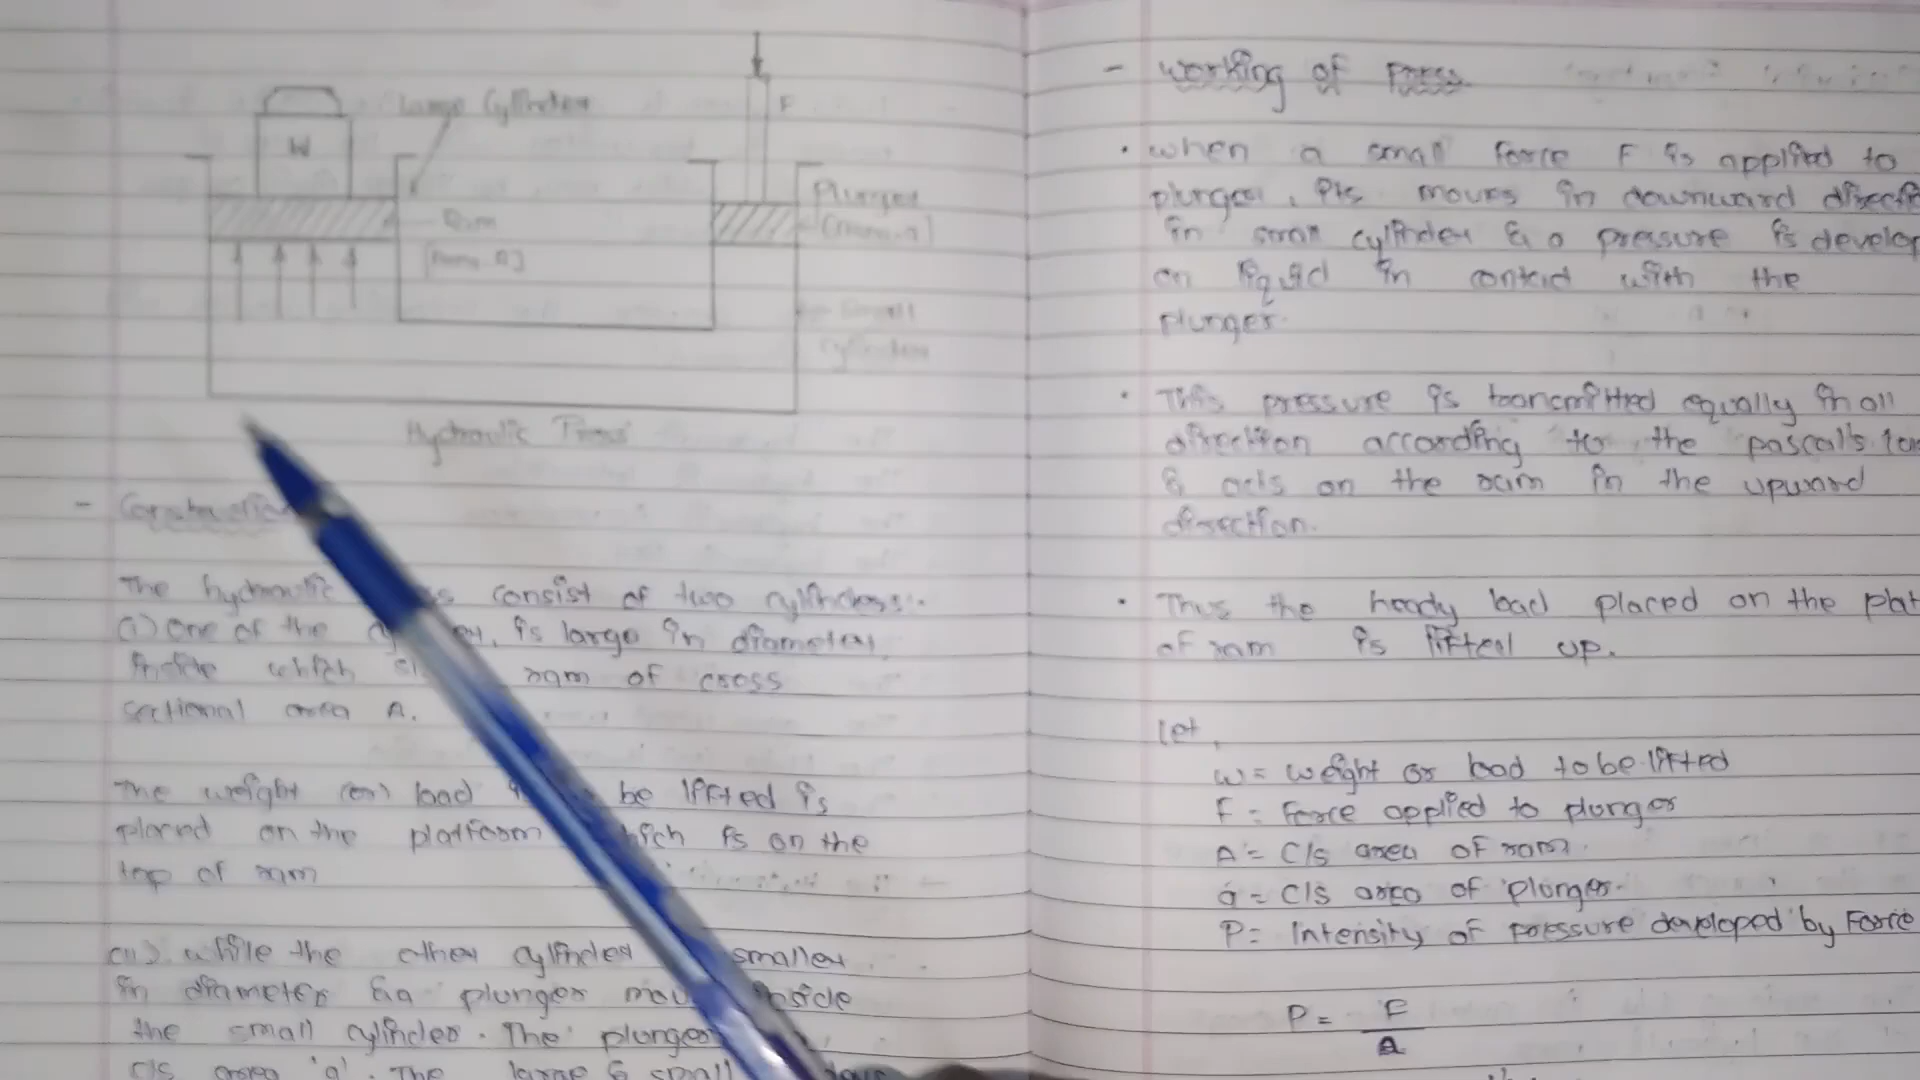 Large Cylinder
F
W
Plunger
Ram
[Area-a]
[Area-A]
Small
Cylinder
Hydraulic Press
- Construction
The hydraulic consist of two cylinders:-
(i) One of the is large in diameter,
inside which ram of cross
sectional area A.
The weight (or) load be lifted is
placed on the platform which is on the
top of ram
(ii) while the other cylinder smaller
in diameter & a plunger inside
the small cylinder. The plunger
c/s area 'a'. The large & small
- working of Press
• when a small force F is applied to
plunger, its moves in downward
in small cylinder & a pressure is develop
on liquid in contact with the
Plunger.
• This pressure is transmitted equally in all
direction according to the pascal's
& acts on the ram in the upward
direction.
• Thus the heavy load placed on the plat
of ram is lifted up.
let,
W = weight or load to be lifted
F = Force applied to plunger
A = C/s area of ram.
a = C/s area of plunger.
P = Intensity of pressure developed by Force
P = F
A